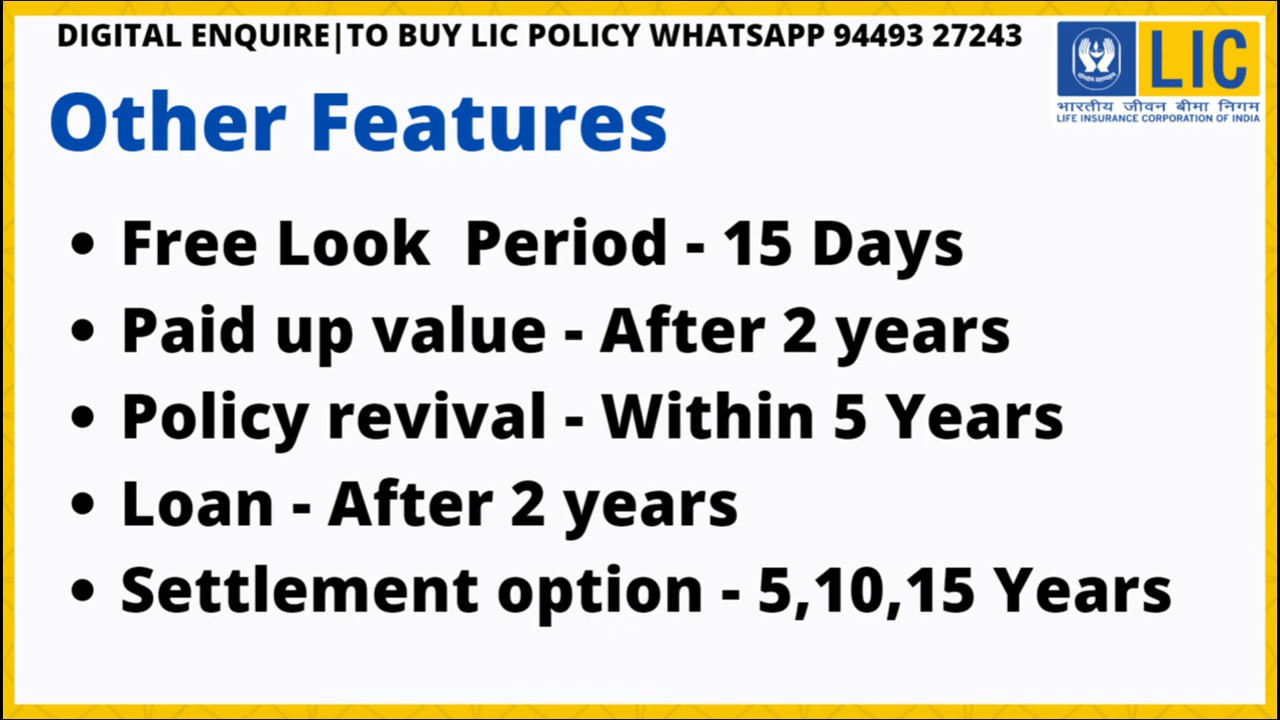 DIGITAL ENQUIRE|TO BUY LIC POLICY WHATSAPP 94493 27243
LIC
भारतीय जीवन बीमा निगम
LIFE INSURANCE CORPORATION OF INDIA
Other Features
• Free Look Period - 15 Days
• Paid up value - After 2 years
• Policy revival - Within 5 Years
• Loan - After 2 years
• Settlement option - 5,10,15 Years